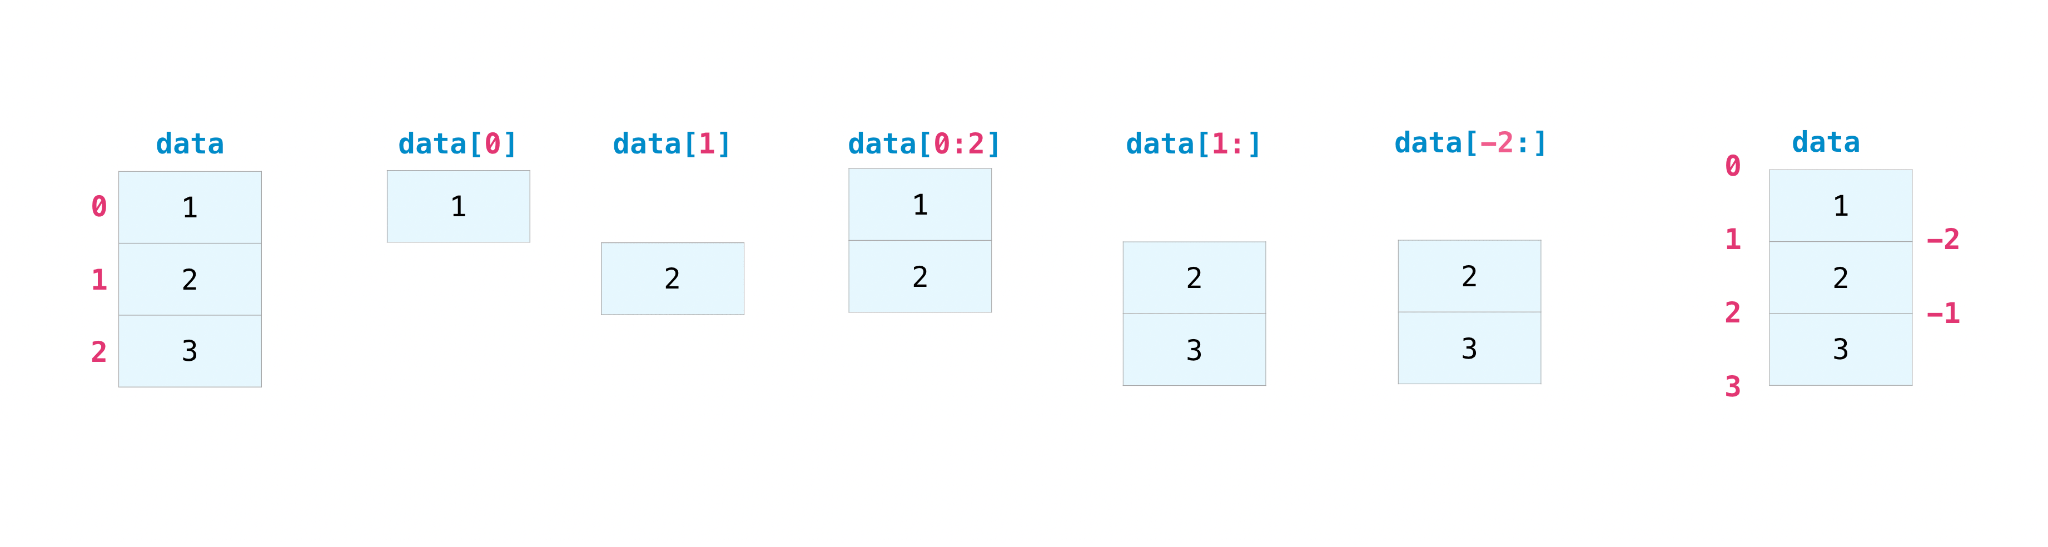 data data[0] data[1] data[0:2] data[1:] data[−2:] data
0
0 1 1 1 1
1 −2
1 2 2 2 2 2 2
2 −1
2 3 3 3 3
3